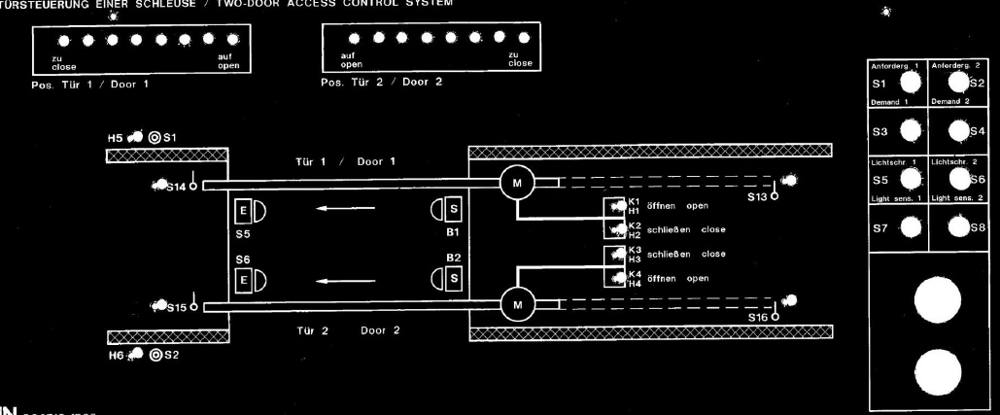 TÜRSTEUERUNG EINER SCHLEUSE / TWO-DOOR ACCESS CONTROL SYSTEM
zu
close
auf
open
Pos. Tür 1 / Door 1
auf
open
zu
close
Pos. Tür 2 / Door 2
Anforderg. 1
S1
Demand 1
Anforderg. 2
S2
Demand 2
S3
S4
Lichtschr. 1
S5
Light sens. 1
Lichtschr. 2
S6
Light sens. 2
S7
S8
H5
S1
Tür 1 / Door 1
S14
M
S13
E
S5
S
B1
K1
H1
öffnen open
K2
H2
schließen close
S6
E
B2
S
K3
H3
schließen close
K4
H4
öffnen open
S15
M
S16
Tür 2 Door 2
H6
S2